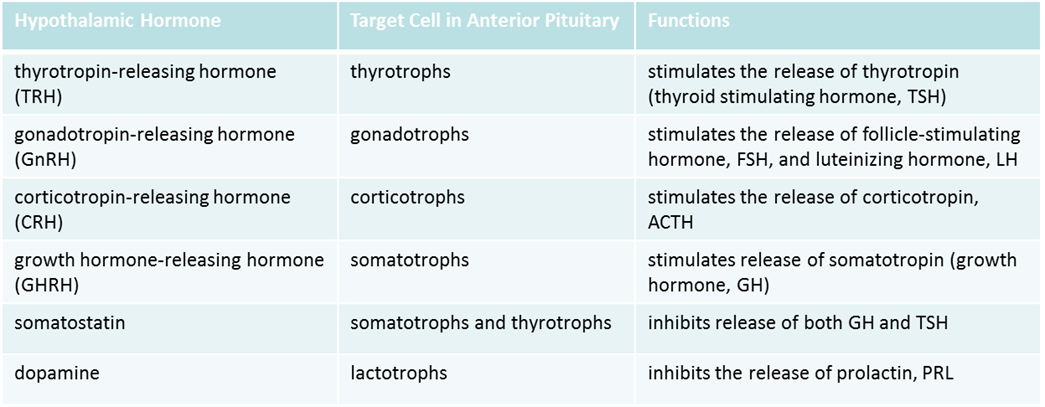 Hypothalamic Hormone
Target Cell in Anterior Pituitary
Functions
thyrotropin-releasing hormone
(TRH)
thyrotrophs
stimulates the release of thyrotropin
(thyroid stimulating hormone, TSH)
gonadotropin-releasing hormone
(GnRH)
gonadotrophs
stimulates the release of follicle-stimulating
hormone, FSH, and luteinizing hormone, LH
corticotropin-releasing hormone
(CRH)
corticotrophs
stimulates the release of corticotropin,
ACTH
growth hormone-releasing hormone
(GHRH)
somatotrophs
stimulates release of somatotropin (growth
hormone, GH)
somatostatin
somatotrophs and thyrotrophs
inhibits release of both GH and TSH
dopamine
lactotrophs
inhibits the release of prolactin, PRL